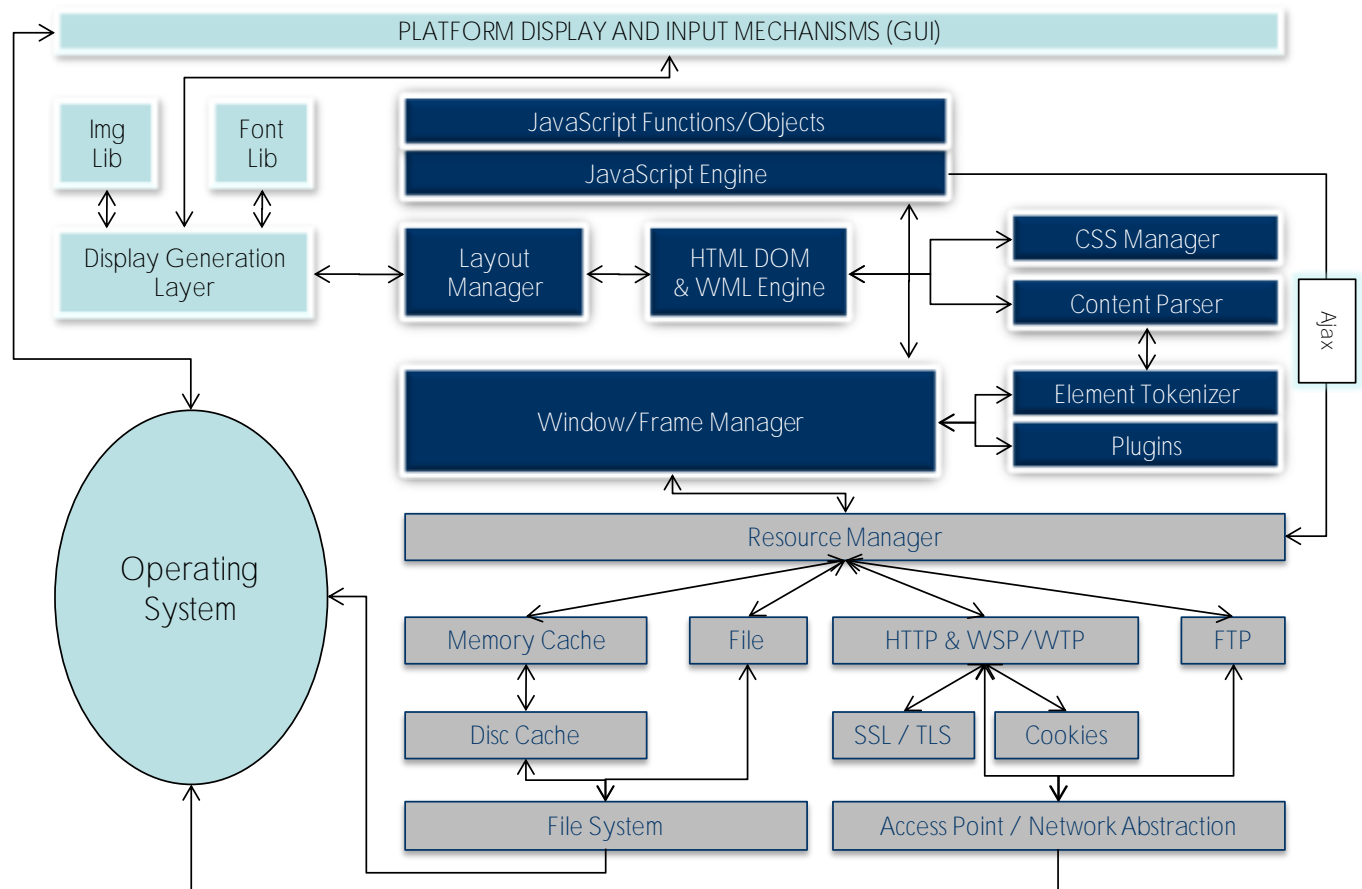 PLATFORM DISPLAY AND INPUT MECHANISMS (GUI)
Img
Lib
Font
Lib
JavaScript Functions/Objects
JavaScript Engine
Display Generation
Layer
Layout
Manager
HTML DOM
& WML Engine
CSS Manager
Content Parser
Ajax
Window/Frame Manager
Element Tokenizer
Plugins
Resource Manager
Operating
System
Memory Cache
File
HTTP & WSP/WTP
FTP
Disc Cache
SSL / TLS
Cookies
File System
Access Point / Network Abstraction